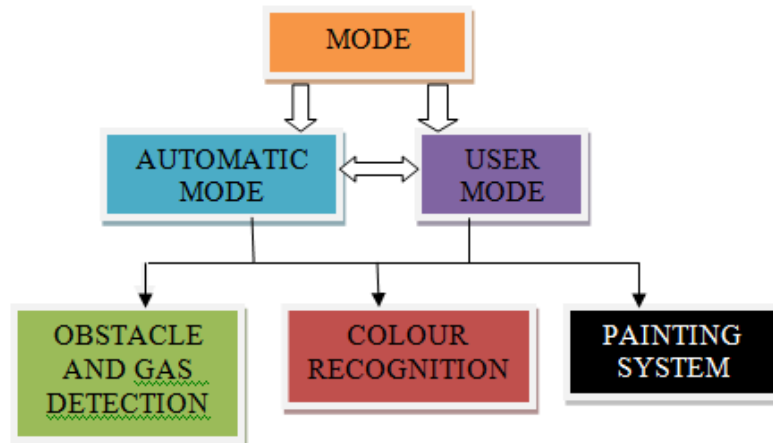 MODE
AUTOMATIC
MODE
USER
MODE
OBSTACLE
AND GAS
DETECTION
COLOUR
RECOGNITION
PAINTING
SYSTEM